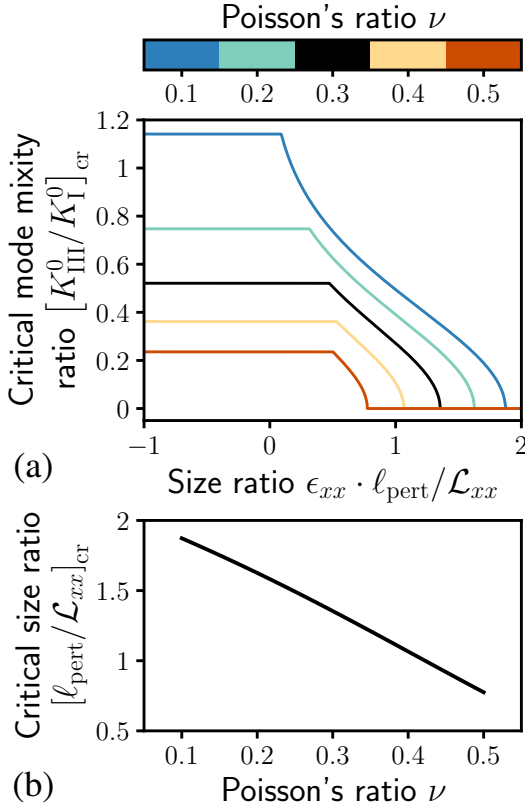 Poisson's ratio ν
0.1 0.2 0.3 0.4 0.5
Critical mode mixity
ratio [K⁰_III/K⁰_I]_cr
1.2
1
0.8
0.6
0.4
0.2
0
−1 0 1 2
(a)
Size ratio ϵ_xx · ℓ_pert/ℒ_xx
Critical size ratio
[ℓ_pert/ℒ_xx]_cr
2
1.5
1
0.5
0.1 0.2 0.3 0.4 0.5
(b)
Poisson's ratio ν